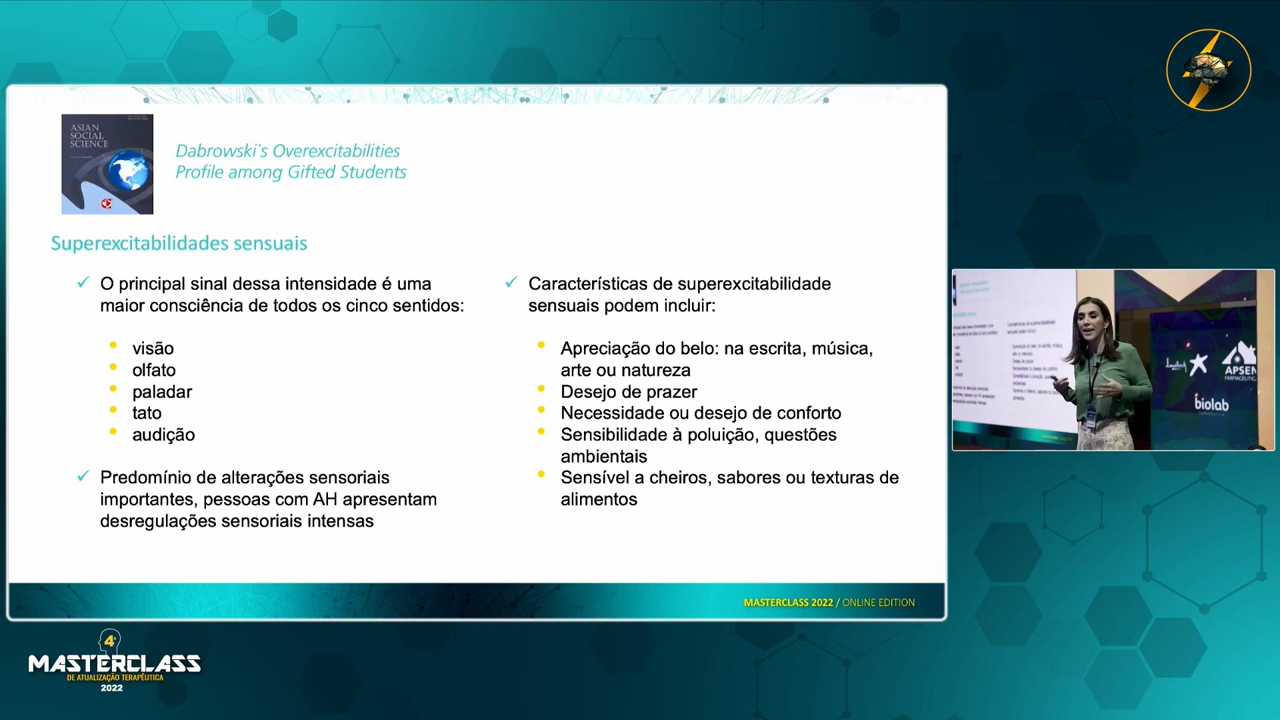 ASIAN
SOCIAL
SCIENCE
Dabrowski´s Overexcitabilities
Profile among Gifted Students
Superexcitabilidades sensuais
✓ O principal sinal dessa intensidade é uma
maior consciência de todos os cinco sentidos:
• visão
• olfato
• paladar
• tato
• audição
✓ Predomínio de alterações sensoriais
importantes, pessoas com AH apresentam
desregulações sensoriais intensas
✓ Características de superexcitabilidade
sensuais podem incluir:
• Apreciação do belo: na escrita, música,
arte ou natureza
• Desejo de prazer
• Necessidade ou desejo de conforto
• Sensibilidade à poluição, questões
ambientais
• Sensível a cheiros, sabores ou texturas de
alimentos
MASTERCLASS 2022 / ONLINE EDITION
APSEN
FARMACÊUTICA
biolab
4ª
MASTERCLASS
DE ATUALIZAÇÃO TERAPÊUTICA
2022